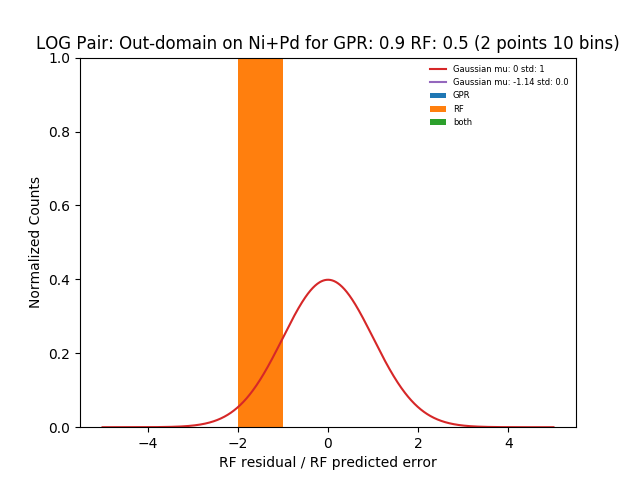 LOG Pair: Out-domain on Ni+Pd for GPR: 0.9 RF: 0.5 (2 points 10 bins)
1.0
0.8
0.6
0.4
0.2
0.0
Normalized Counts
Gaussian mu: 0 std: 1
Gaussian mu: -1.14 std: 0.0
GPR
RF
both
−4 −2 0 2 4
RF residual / RF predicted error